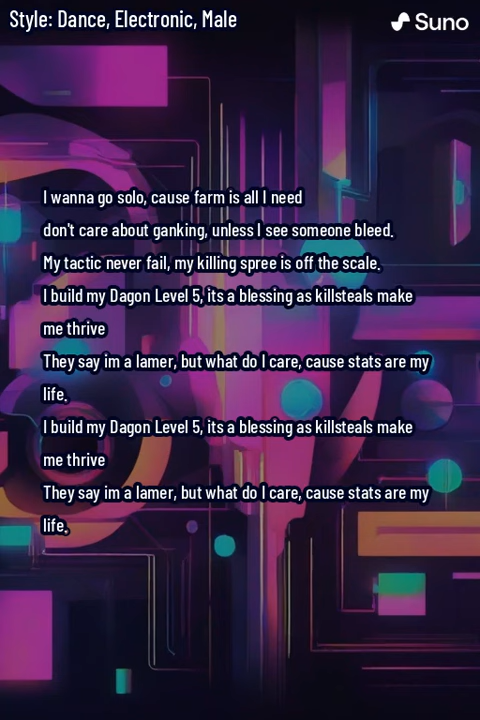 Style: Dance, Electronic, Male
Suno
I wanna go solo, cause farm is all I need
don't care about ganking, unless I see someone bleed.
My tactic never fail, my killing spree is off the scale.
I build my Dagon Level 5, its a blessing as killsteals make
me thrive
They say im a lamer, but what do I care, cause stats are my
life.
I build my Dagon Level 5, its a blessing as killsteals make
me thrive
They say im a lamer, but what do I care, cause stats are my
life.